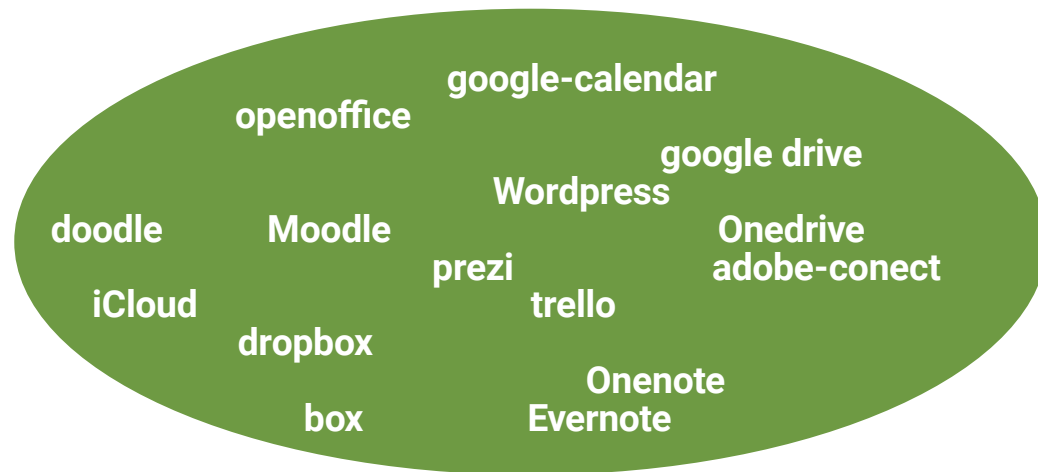 google-calendar
openoffice
google drive
Wordpress
doodle Moodle Onedrive
prezi adobe-conect
iCloud trello
dropbox
Onenote
box Evernote